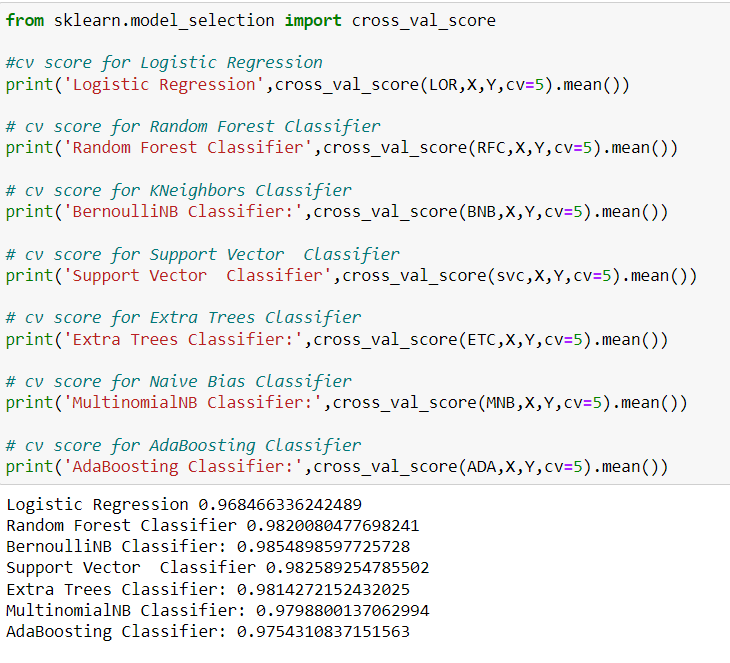 from sklearn.model_selection import cross_val_score
#cv score for Logistic Regression
print('Logistic Regression',cross_val_score(LOR,X,Y,cv=5).mean())
# cv score for Random Forest Classifier
print('Random Forest Classifier',cross_val_score(RFC,X,Y,cv=5).mean())
# cv score for KNeighbors Classifier
print('BernoulliNB Classifier:',cross_val_score(BNB,X,Y,cv=5).mean())
# cv score for Support Vector  Classifier
print('Support Vector  Classifier',cross_val_score(svc,X,Y,cv=5).mean())
# cv score for Extra Trees Classifier
print('Extra Trees Classifier:',cross_val_score(ETC,X,Y,cv=5).mean())
# cv score for Naive Bias Classifier
print('MultinomialNB Classifier:',cross_val_score(MNB,X,Y,cv=5).mean())
# cv score for AdaBoosting Classifier
print('AdaBoosting Classifier:',cross_val_score(ADA,X,Y,cv=5).mean())
Logistic Regression 0.968466336242489
Random Forest Classifier 0.9820080477698241
BernoulliNB Classifier: 0.9854898597725728
Support Vector  Classifier 0.982589254785502
Extra Trees Classifier: 0.9814272152432025
MultinomialNB Classifier: 0.9798800137062994
AdaBoosting Classifier: 0.9754310837151563